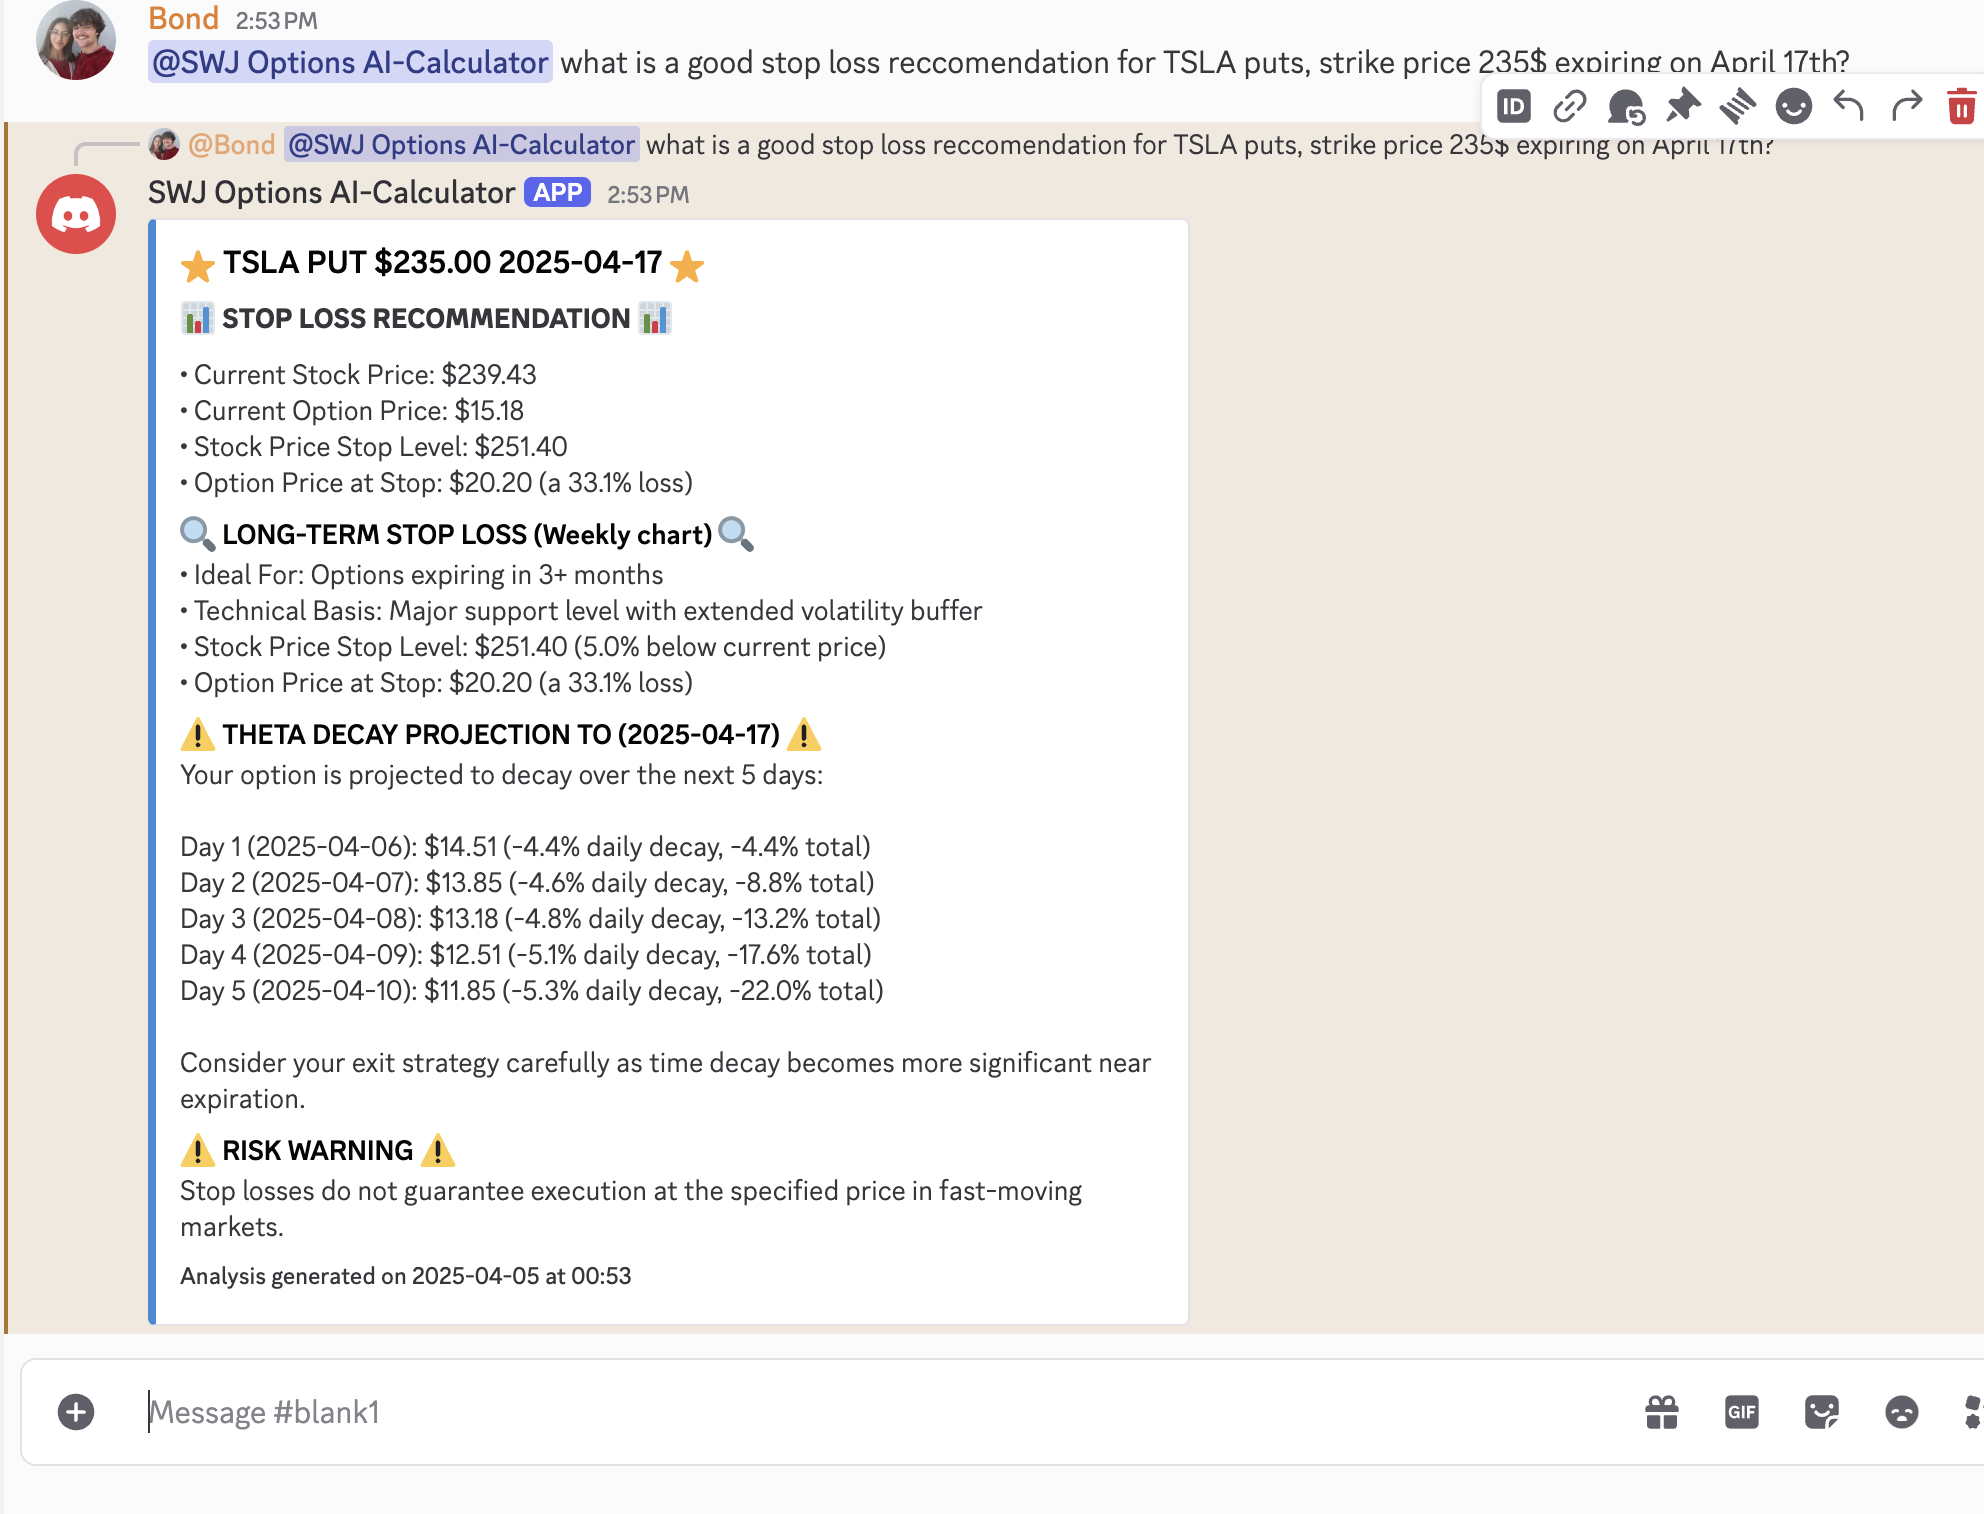 Bond 2:53 PM
@SWJ Options AI-Calculator what is a good stop loss reccomendation for TSLA puts, strike price 235$ expiring on April 17th?
ID
@Bond @SWJ Options AI-Calculator what is a good stop loss reccomendation for TSLA puts, strike price 235$ expiring on April 17th?
SWJ Options AI-Calculator APP 2:53 PM
TSLA PUT $235.00 2025-04-17
STOP LOSS RECOMMENDATION
• Current Stock Price: $239.43
• Current Option Price: $15.18
• Stock Price Stop Level: $251.40
• Option Price at Stop: $20.20 (a 33.1% loss)
LONG-TERM STOP LOSS (Weekly chart)
• Ideal For: Options expiring in 3+ months
• Technical Basis: Major support level with extended volatility buffer
• Stock Price Stop Level: $251.40 (5.0% below current price)
• Option Price at Stop: $20.20 (a 33.1% loss)
THETA DECAY PROJECTION TO (2025-04-17)
Your option is projected to decay over the next 5 days:
Day 1 (2025-04-06): $14.51 (-4.4% daily decay, -4.4% total)
Day 2 (2025-04-07): $13.85 (-4.6% daily decay, -8.8% total)
Day 3 (2025-04-08): $13.18 (-4.8% daily decay, -13.2% total)
Day 4 (2025-04-09): $12.51 (-5.1% daily decay, -17.6% total)
Day 5 (2025-04-10): $11.85 (-5.3% daily decay, -22.0% total)
Consider your exit strategy carefully as time decay becomes more significant near
expiration.
RISK WARNING
Stop losses do not guarantee execution at the specified price in fast-moving
markets.
Analysis generated on 2025-04-05 at 00:53
Message #blank1
GIF